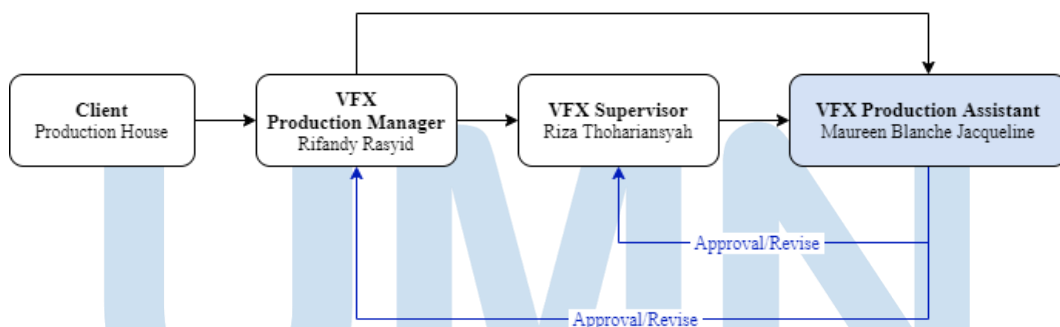 Client
Production House
VFX
Production Manager
Rifandy Rasyid
VFX Supervisor
Riza Thohariansyah
VFX Production Assistant
Maureen Blanche Jacqueline
Approval/Revise
Approval/Revise
UMN